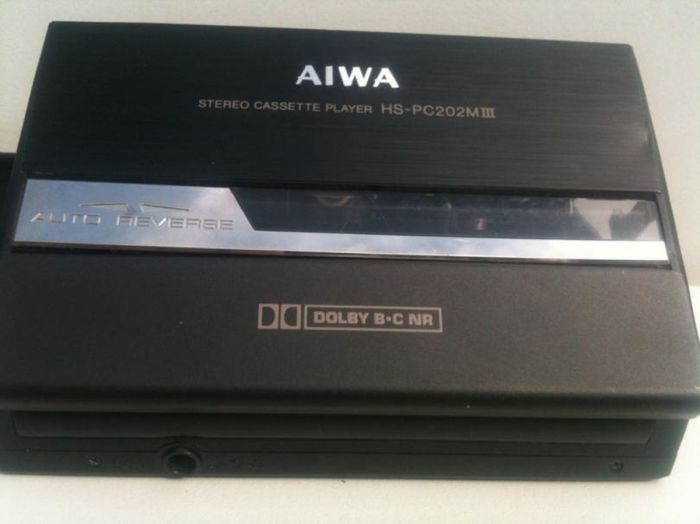 AIWA
STEREO CASSETTE PLAYER HS-PC202MIII
AUTO REVERSE
DOLBY B•C NR